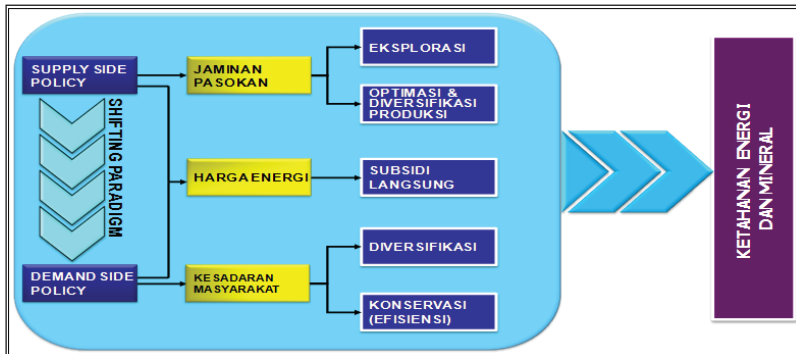 SUPPLY SIDE
POLICY
SHIFTING PARADIGM
DEMAND SIDE
POLICY
JAMINAN
PASOKAN
HARGA ENERGI
KESADARAN
MASYARAKAT
EKSPLORASI
OPTIMASI &
DIVERSIFIKASI
PRODUKSI
SUBSIDI
LANGSUNG
DIVERSIFIKASI
KONSERVASI
(EFISIENSI)
KETAHANAN ENERGI
DAN MINERAL